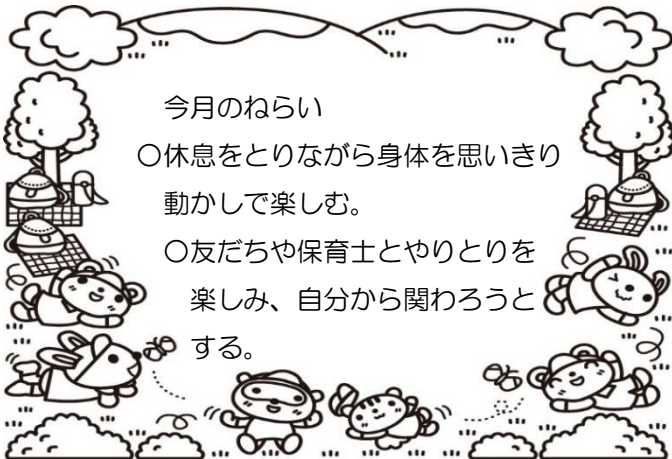 今月のねらい
〇休息をとりながら身体を思いきり
動かしで楽しむ。
〇友だちや保育士とやりとりを
楽しみ、自分から関わろうと
する。